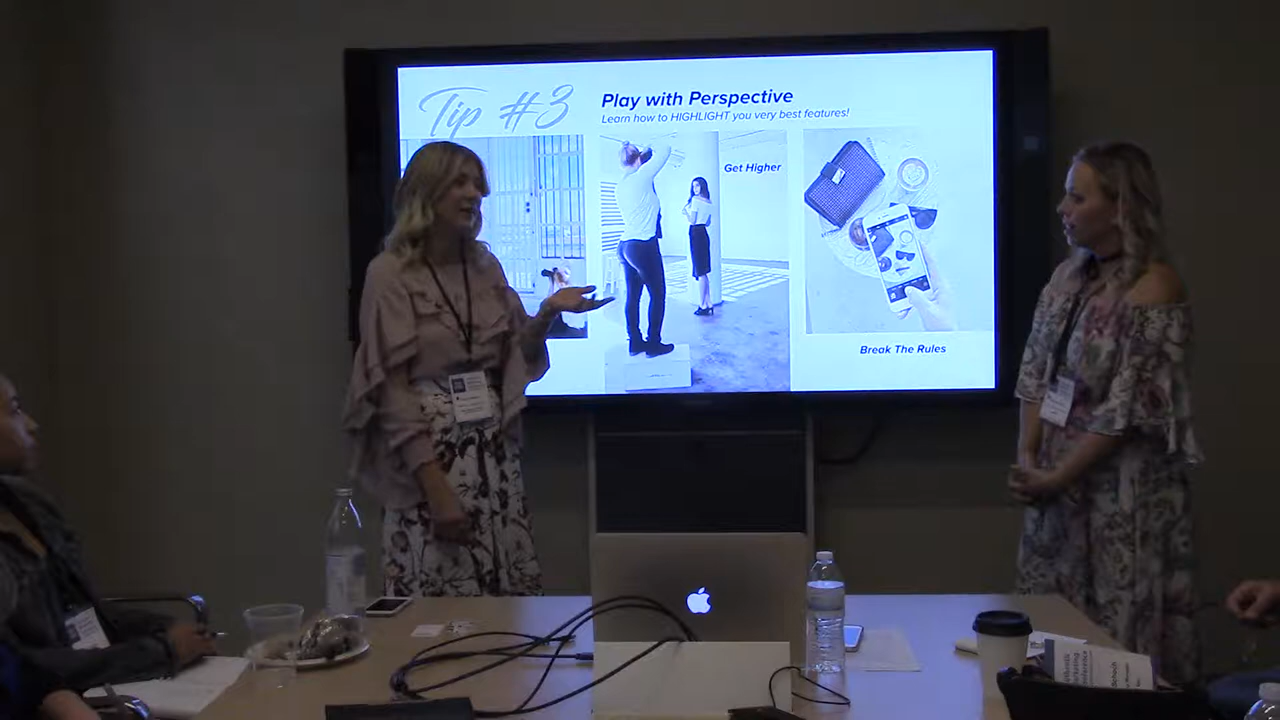 Tip #3
Play with Perspective
Learn how to HIGHLIGHT you very best features!
Get Higher
Break The Rules